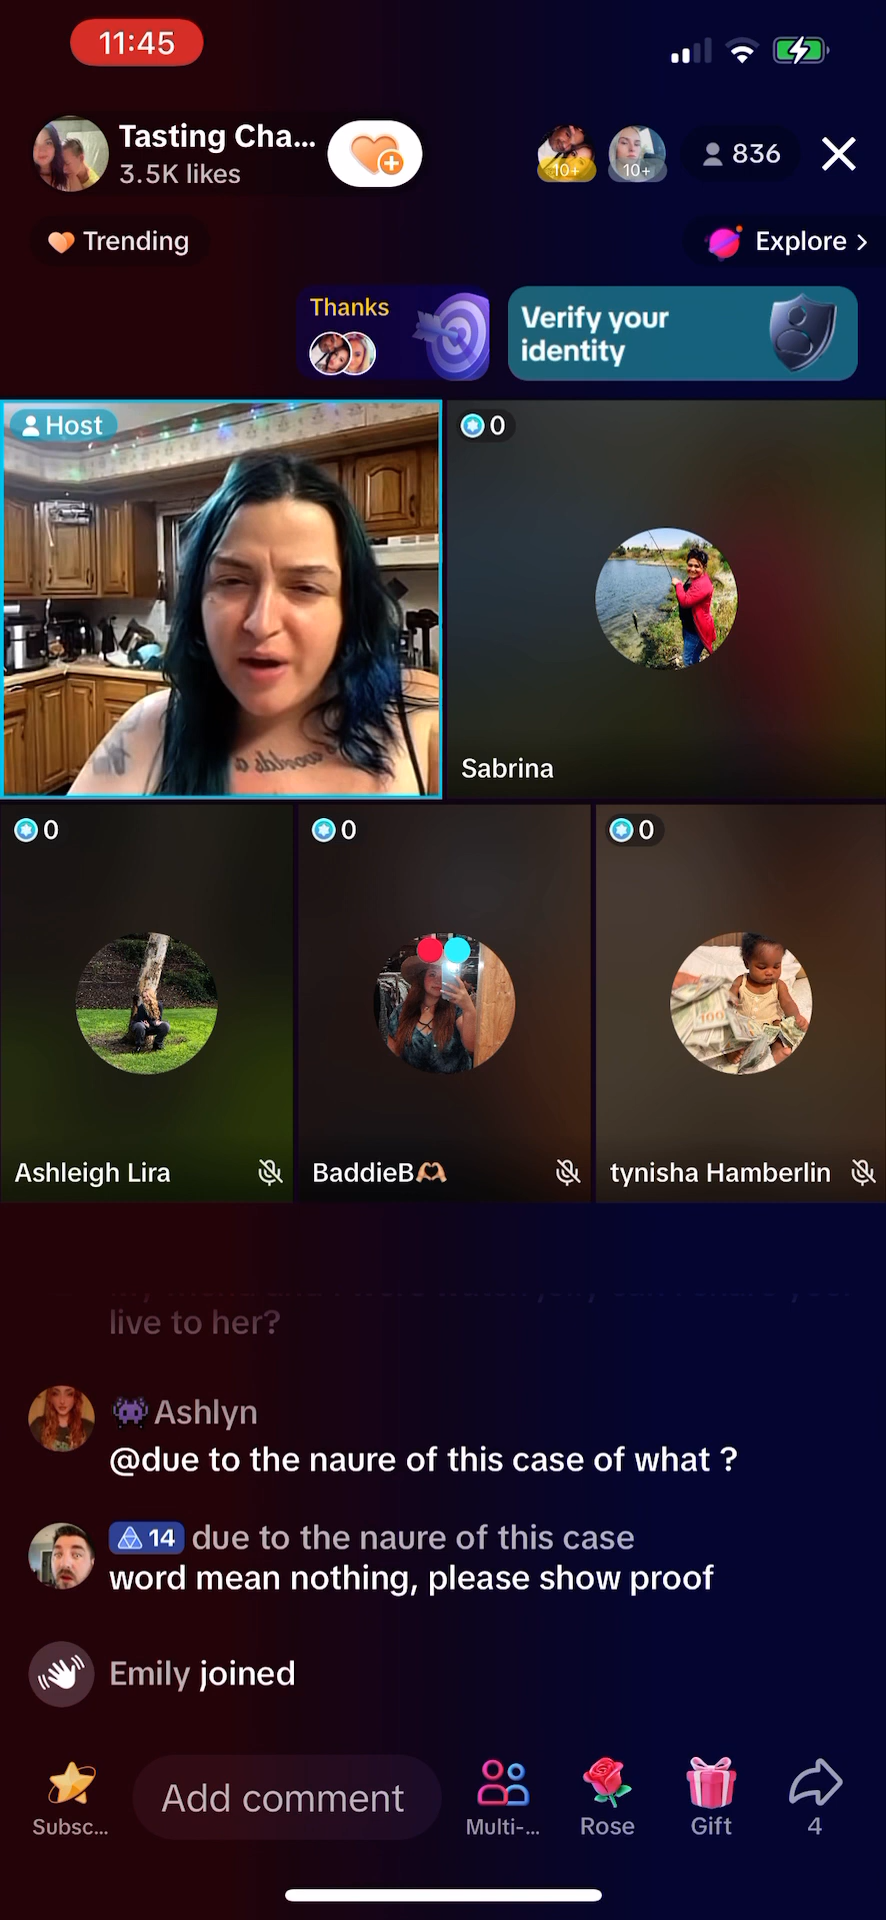 11:45
Tasting Cha...
3.5K likes
10+
10+
836
Trending
Explore >
Thanks
Verify your
identity
Host
0
Sabrina
0
0
0
100
Ashleigh Lira
BaddieB🫶🏼
tynisha Hamberlin
live to her?
👾Ashlyn
@due to the naure of this case of what ?
14 due to the naure of this case
word mean nothing, please show proof
Emily joined
Add comment
Subsc...
Multi-...
Rose
Gift
4